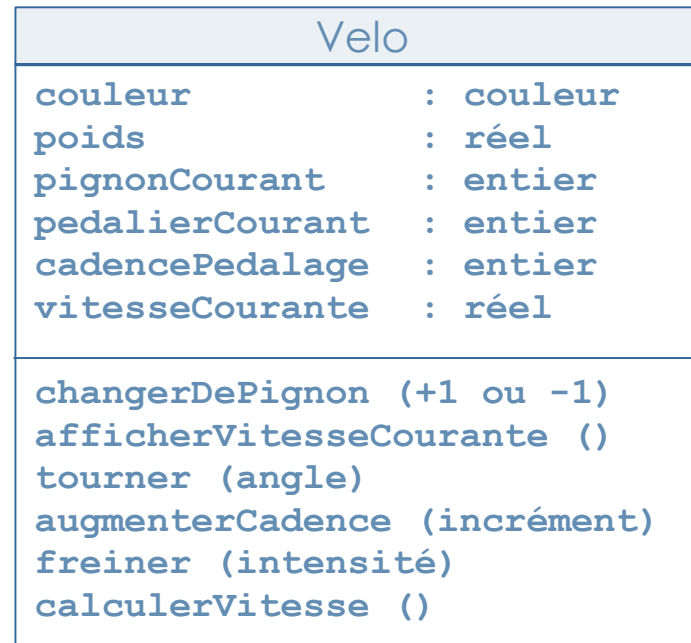 Velo
couleur : couleur
poids : réel
pignonCourant : entier
pedalierCourant : entier
cadencePedalage : entier
vitesseCourante : réel
changerDePignon (+1 ou -1)
afficherVitesseCourante ()
tourner (angle)
augmenterCadence (incrément)
freiner (intensité)
calculerVitesse ()